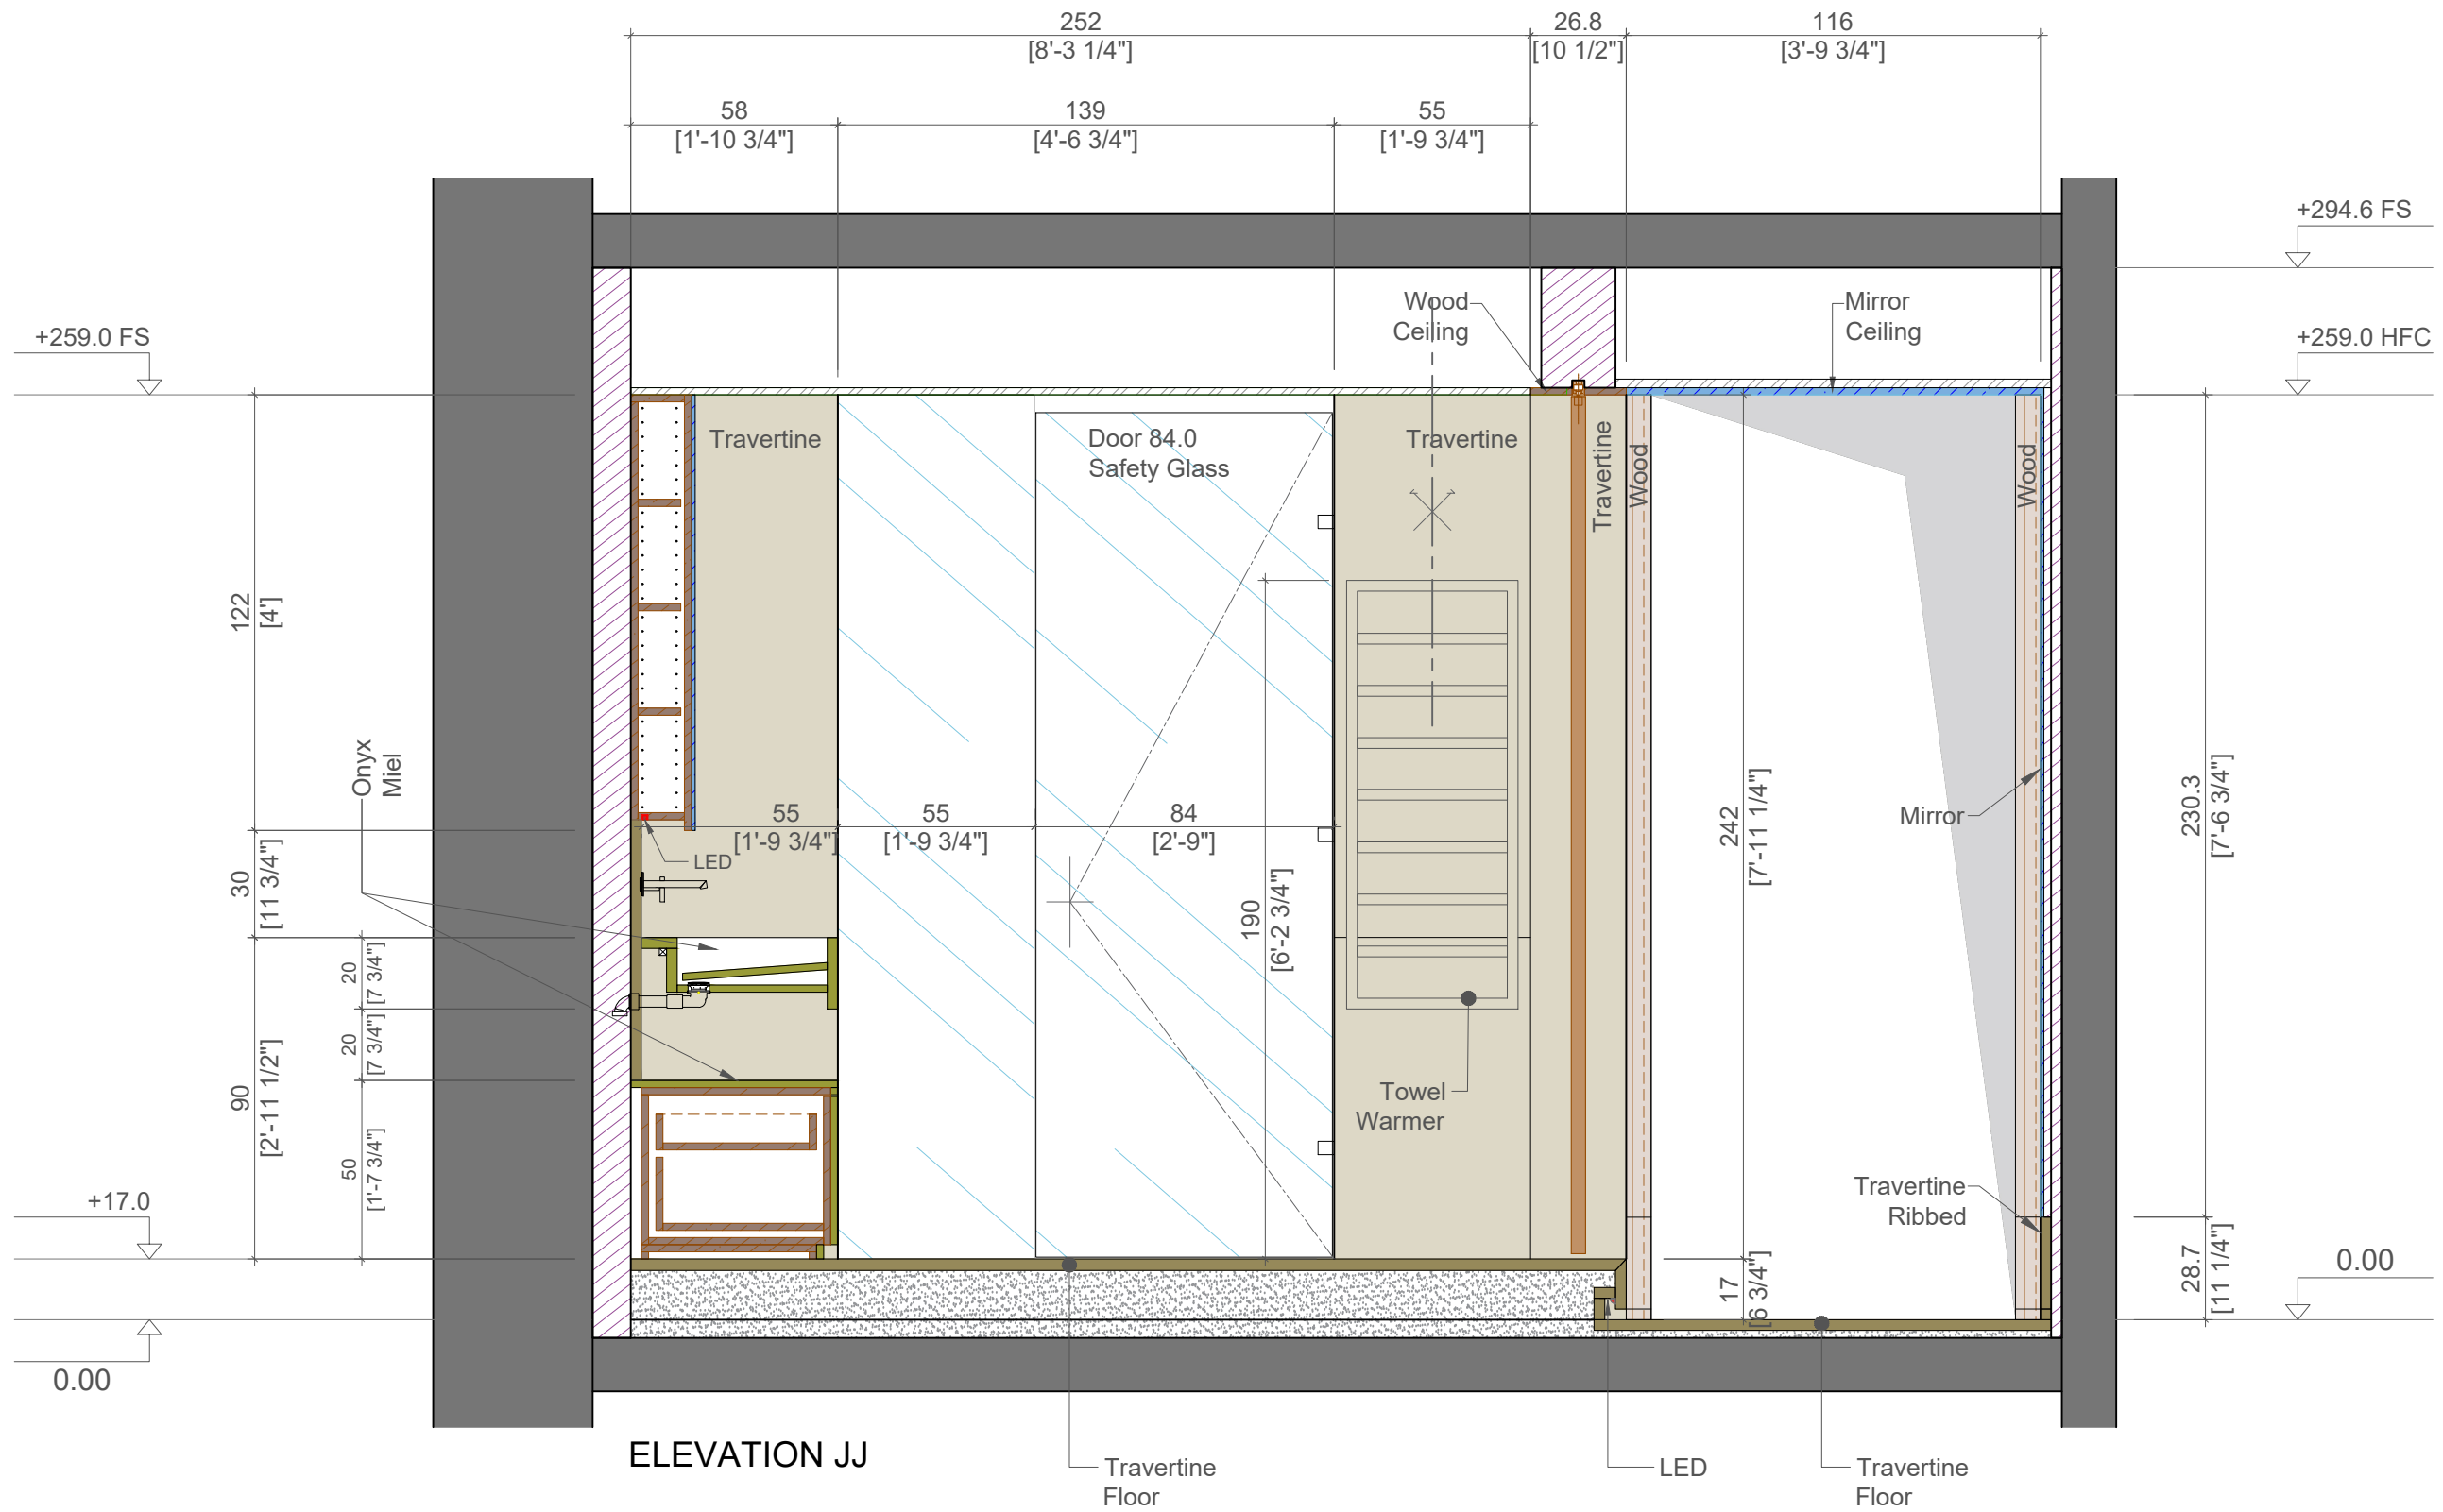 252
[8'-3 1/4"]
26.8
[10 1/2"]
116
[3'-9 3/4"]
58
[1'-10 3/4"]
139
[4'-6 3/4"]
55
[1'-9 3/4"]
+294.6 FS
+259.0 FS
Wood
Ceiling
Mirror
Ceiling
+259.0 HFC
Travertine
Door 84.0
Safety Glass
Travertine
Travertine
Wood
Wood
122
[4']
Onyx
Miel
55
[1'-9 3/4"]
55
[1'-9 3/4"]
84
[2'-9"]
LED
242
[7'-11 1/4"]
Mirror
230.3
[7'-6 3/4"]
30
[11 3/4"]
190
[6'-2 3/4"]
20
[7 3/4"]
20
[7 3/4"]
90
[2'-11 1/2"]
50
[1'-7 3/4"]
Towel
Warmer
Travertine
Ribbed
+17.0
17
[6 3/4"]
28.7
[11 1/4"]
0.00
0.00
ELEVATION JJ
Travertine
Floor
LED
Travertine
Floor